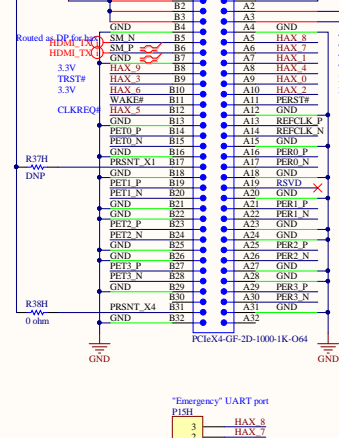 B2 A2
B3 A3
GND B4 A4 GND
Routed as DP for hax SM_N B5 A5 HAX_8
HDMI_TX SM_P B6 A6 HAX_7
HDMI_TX GND B7 A7 HAX_1
3.3V HAX_9 B8 A8 HAX_4
TRST# HAX_3 B9 A9 HAX_0
3.3V HAX_6 B10 A10 HAX_2
WAKE# B11 A11 PERST#
CLKREQ# HAX_5 B12 A12 GND
GND B13 A13 REFCLK_P
PET0_P B14 A14 REFCLK_N
PET0_N B15 A15 GND
GND B16 A16 PER0_P
R37H PRSNT_X1 B17 A17 PER0_N
DNP GND B18 A18 GND
PET1_P B19 A19 RSVD
PET1_N B20 A20 GND
GND B21 A21 PER1_P
GND B22 A22 PER1_N
PET2_P B23 A23 GND
PET2_N B24 A24 GND
GND B25 A25 PER2_P
GND B26 A26 PER2_N
PET3_P B27 A27 GND
PET3_N B28 A28 GND
GND B29 A29 PER3_P
B30 A30 PER3_N
R38H PRSNT_X4 B31 A31 GND
0 ohm GND B32 A32
PCIeX4-GF-2D-1000-1K-O64
GND GND
"Emergency" UART port
P15H
3 HAX_8
2 HAX_7